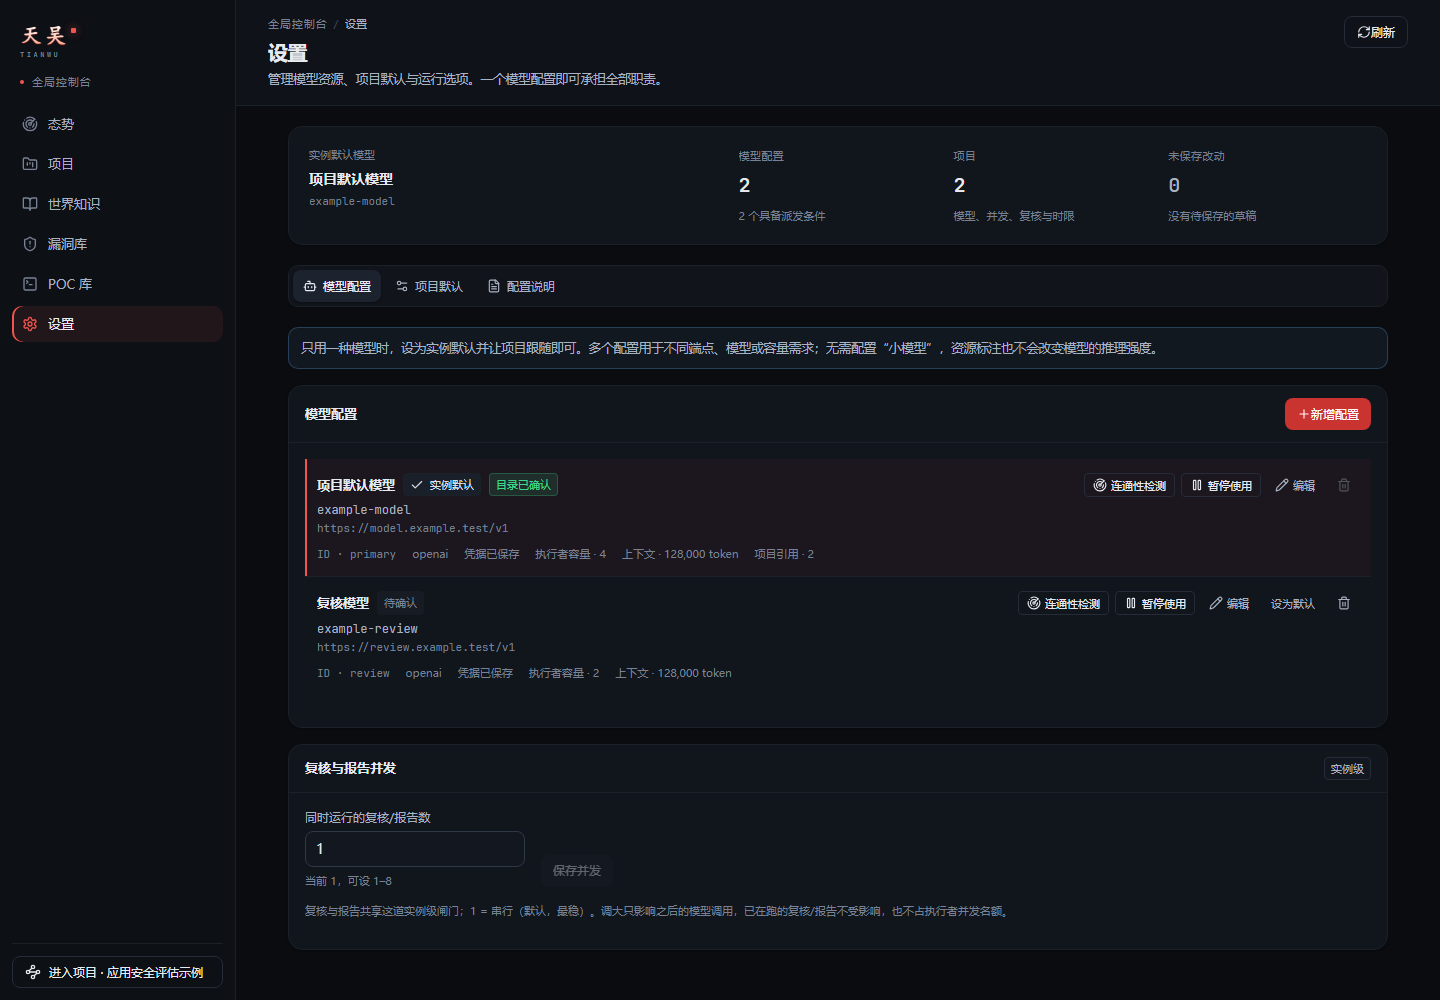 天吴
TIANWU
全局控制台
态势
项目
世界知识
漏洞库
POC 库
设置
进入项目 · 应用安全评估示例
全局控制台 / 设置
设置
管理模型资源、项目默认与运行选项。一个模型配置即可承担全部职责。
刷新
实例默认模型
项目默认模型
example-model
模型配置
2
2 个具备派发条件
项目
2
模型、并发、复核与时限
未保存改动
0
没有待保存的草稿
模型配置 项目默认 配置说明
只用一种模型时，设为实例默认并让项目跟随即可。多个配置用于不同端点、模型或容量需求；无需配置“小模型”，资源标注也不会改变模型的推理强度。
模型配置
新增配置
项目默认模型 实例默认 目录已确认 连通性检测 暂停使用 编辑
example-model
https://model.example.test/v1
ID · primary openai 凭据已保存 执行者容量 · 4 上下文 · 128,000 token 项目引用 · 2
复核模型 待确认 连通性检测 暂停使用 编辑 设为默认
example-review
https://review.example.test/v1
ID · review openai 凭据已保存 执行者容量 · 2 上下文 · 128,000 token
复核与报告并发 实例级
同时运行的复核/报告数
1
保存并发
当前 1，可设 1–8
复核与报告共享这道实例级闸门；1 = 串行（默认，最稳）。调大只影响之后的模型调用，已在跑的复核/报告不受影响，也不占执行者并发名额。